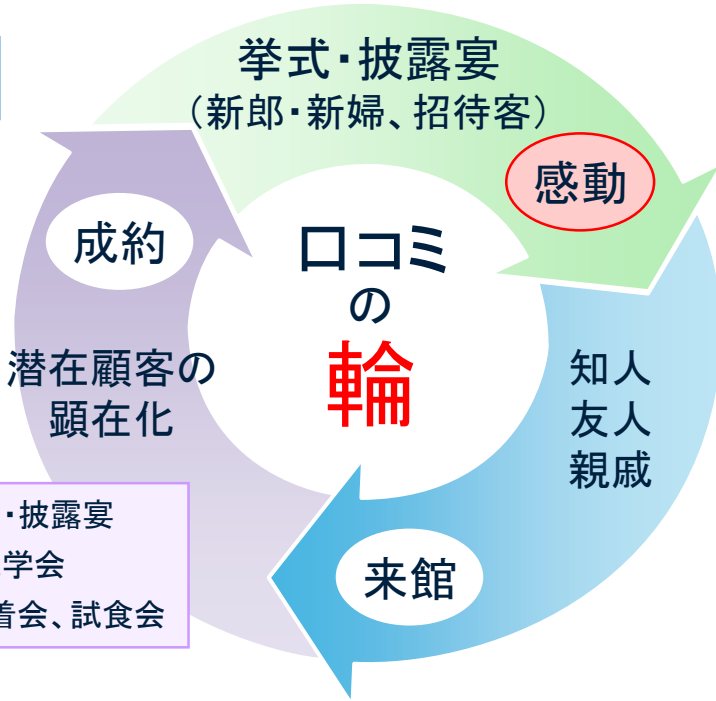 挙式・披露宴
（新郎・新婦、招待客）
感動
成約
口コミ
の
輪
潜在顧客の
顕在化
知人
友人
親戚
来館
・披露宴
学会
着会、試食会